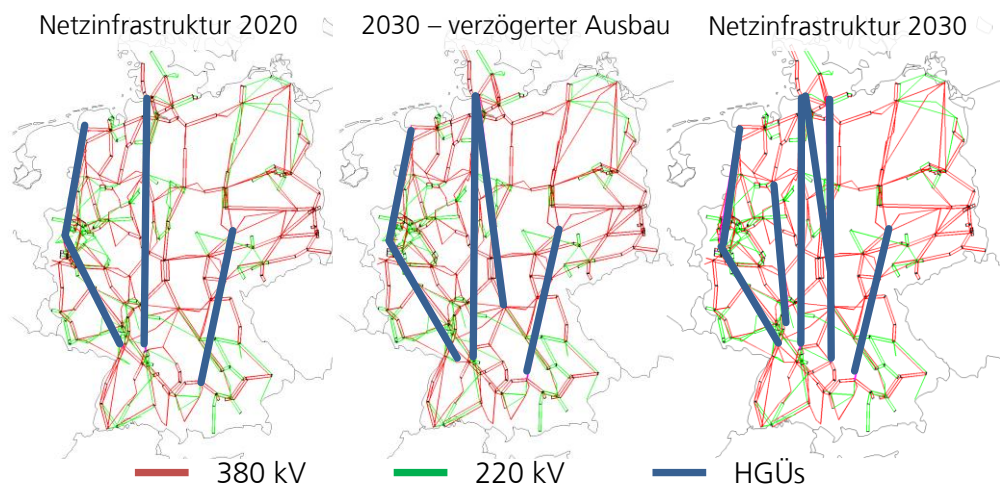 Netzinfrastruktur 2020
2030 – verzögerter Ausbau
Netzinfrastruktur 2030
380 kV
220 kV
HGÜs